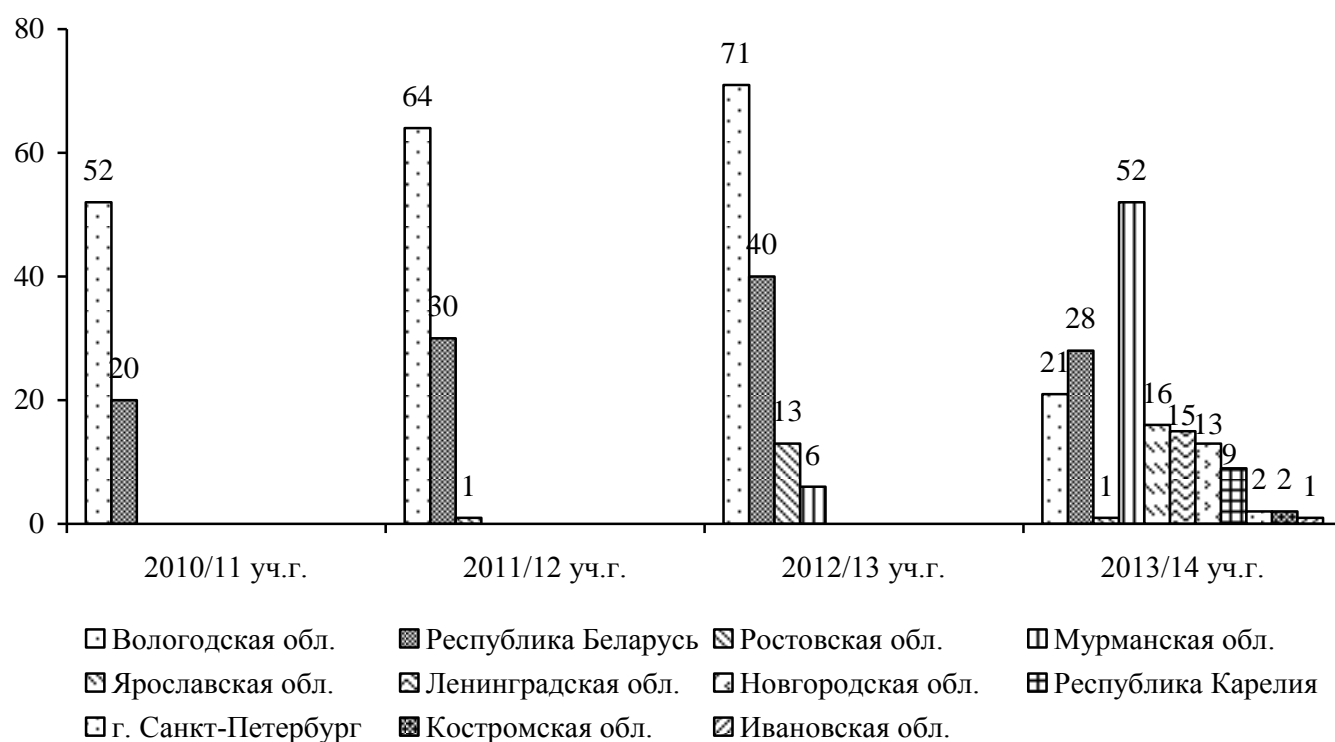 80
71
64
60
52
52
40
40
30
28
20
21
20
13
16
15
13
9
6
1
1
2
2
1
0
2010/11 уч.г.
2011/12 уч.г.
2012/13 уч.г.
2013/14 уч.г.
Вологодская обл.
Республика Беларусь
Ростовская обл.
Мурманская обл.
Ярославская обл.
Ленинградская обл.
Новгородская обл.
Республика Карелия
г. Санкт-Петербург
Костромская обл.
Ивановская обл.